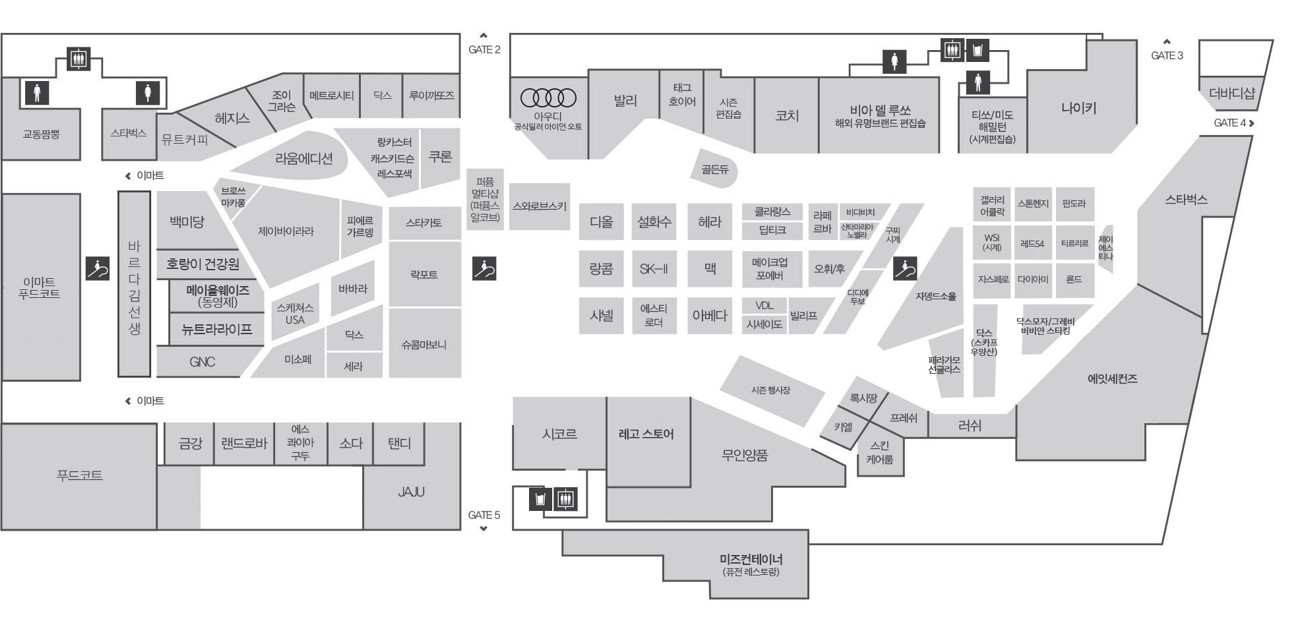 GATE 2
GATE 3
GATE 4
교동짬뽕
스타벅스
뮤트커피
헤지스
조이
그라슨
메트로시티
닥스
루이까또즈
아우디
공식딜러 아이언 오토
발리
태그
호이어
시즌
편집숍
코치
비아 델 루쏘
해외 유명브랜드 편집숍
티쏘/미도
해밀턴
(시계편집숍)
나이키
더바디샵
이마트
라움에디션
랑카스터
캐스키드슨
레스포색
쿠론
골든듀
퍼퓸
멀티샵
(퍼퓸스
알코브)
스와로브스키
브로쓰
마카롱
백미당
제이바이라라
피에르
가르뎅
스타카토
디올
설화수
헤라
클라랑스
딥티크
라페
르바
비디비치
산타마리아
노벨라
구찌
시계
갤러리
어클락
스톤헨지
판도라
스타벅스
이마트
푸드코트
바르다김선생
호랑이 건강원
메이올웨이즈
(동영제)
뉴트라라이프
GNC
스케쳐스
USA
바바라
락포트
랑콤
SK-II
맥
메이크업
포에버
오휘/후
디디에
두보
쟈뎅드소울
WSI
(시계)
레드54
티르리르
제이
에스
티나
자스페로
다이아미
론드
미소페
닥스
세라
슈콤마보니
샤넬
에스티
로더
아베다
VDL
시세이도
빌리프
페라가모
선글라스
닥스
(스카프
우양산)
닥스모자/그레비
비비안 스타킹
에잇세컨즈
이마트
시즌 행사장
록시땅
키엘
프레쉬
스킨
케어룸
러쉬
푸드코트
금강
랜드로바
에스
콰이아
구두
소다
탠디
JAJU
시코르
레고 스토어
무인양품
GATE 5
미즈컨테이너
(퓨전 레스토랑)